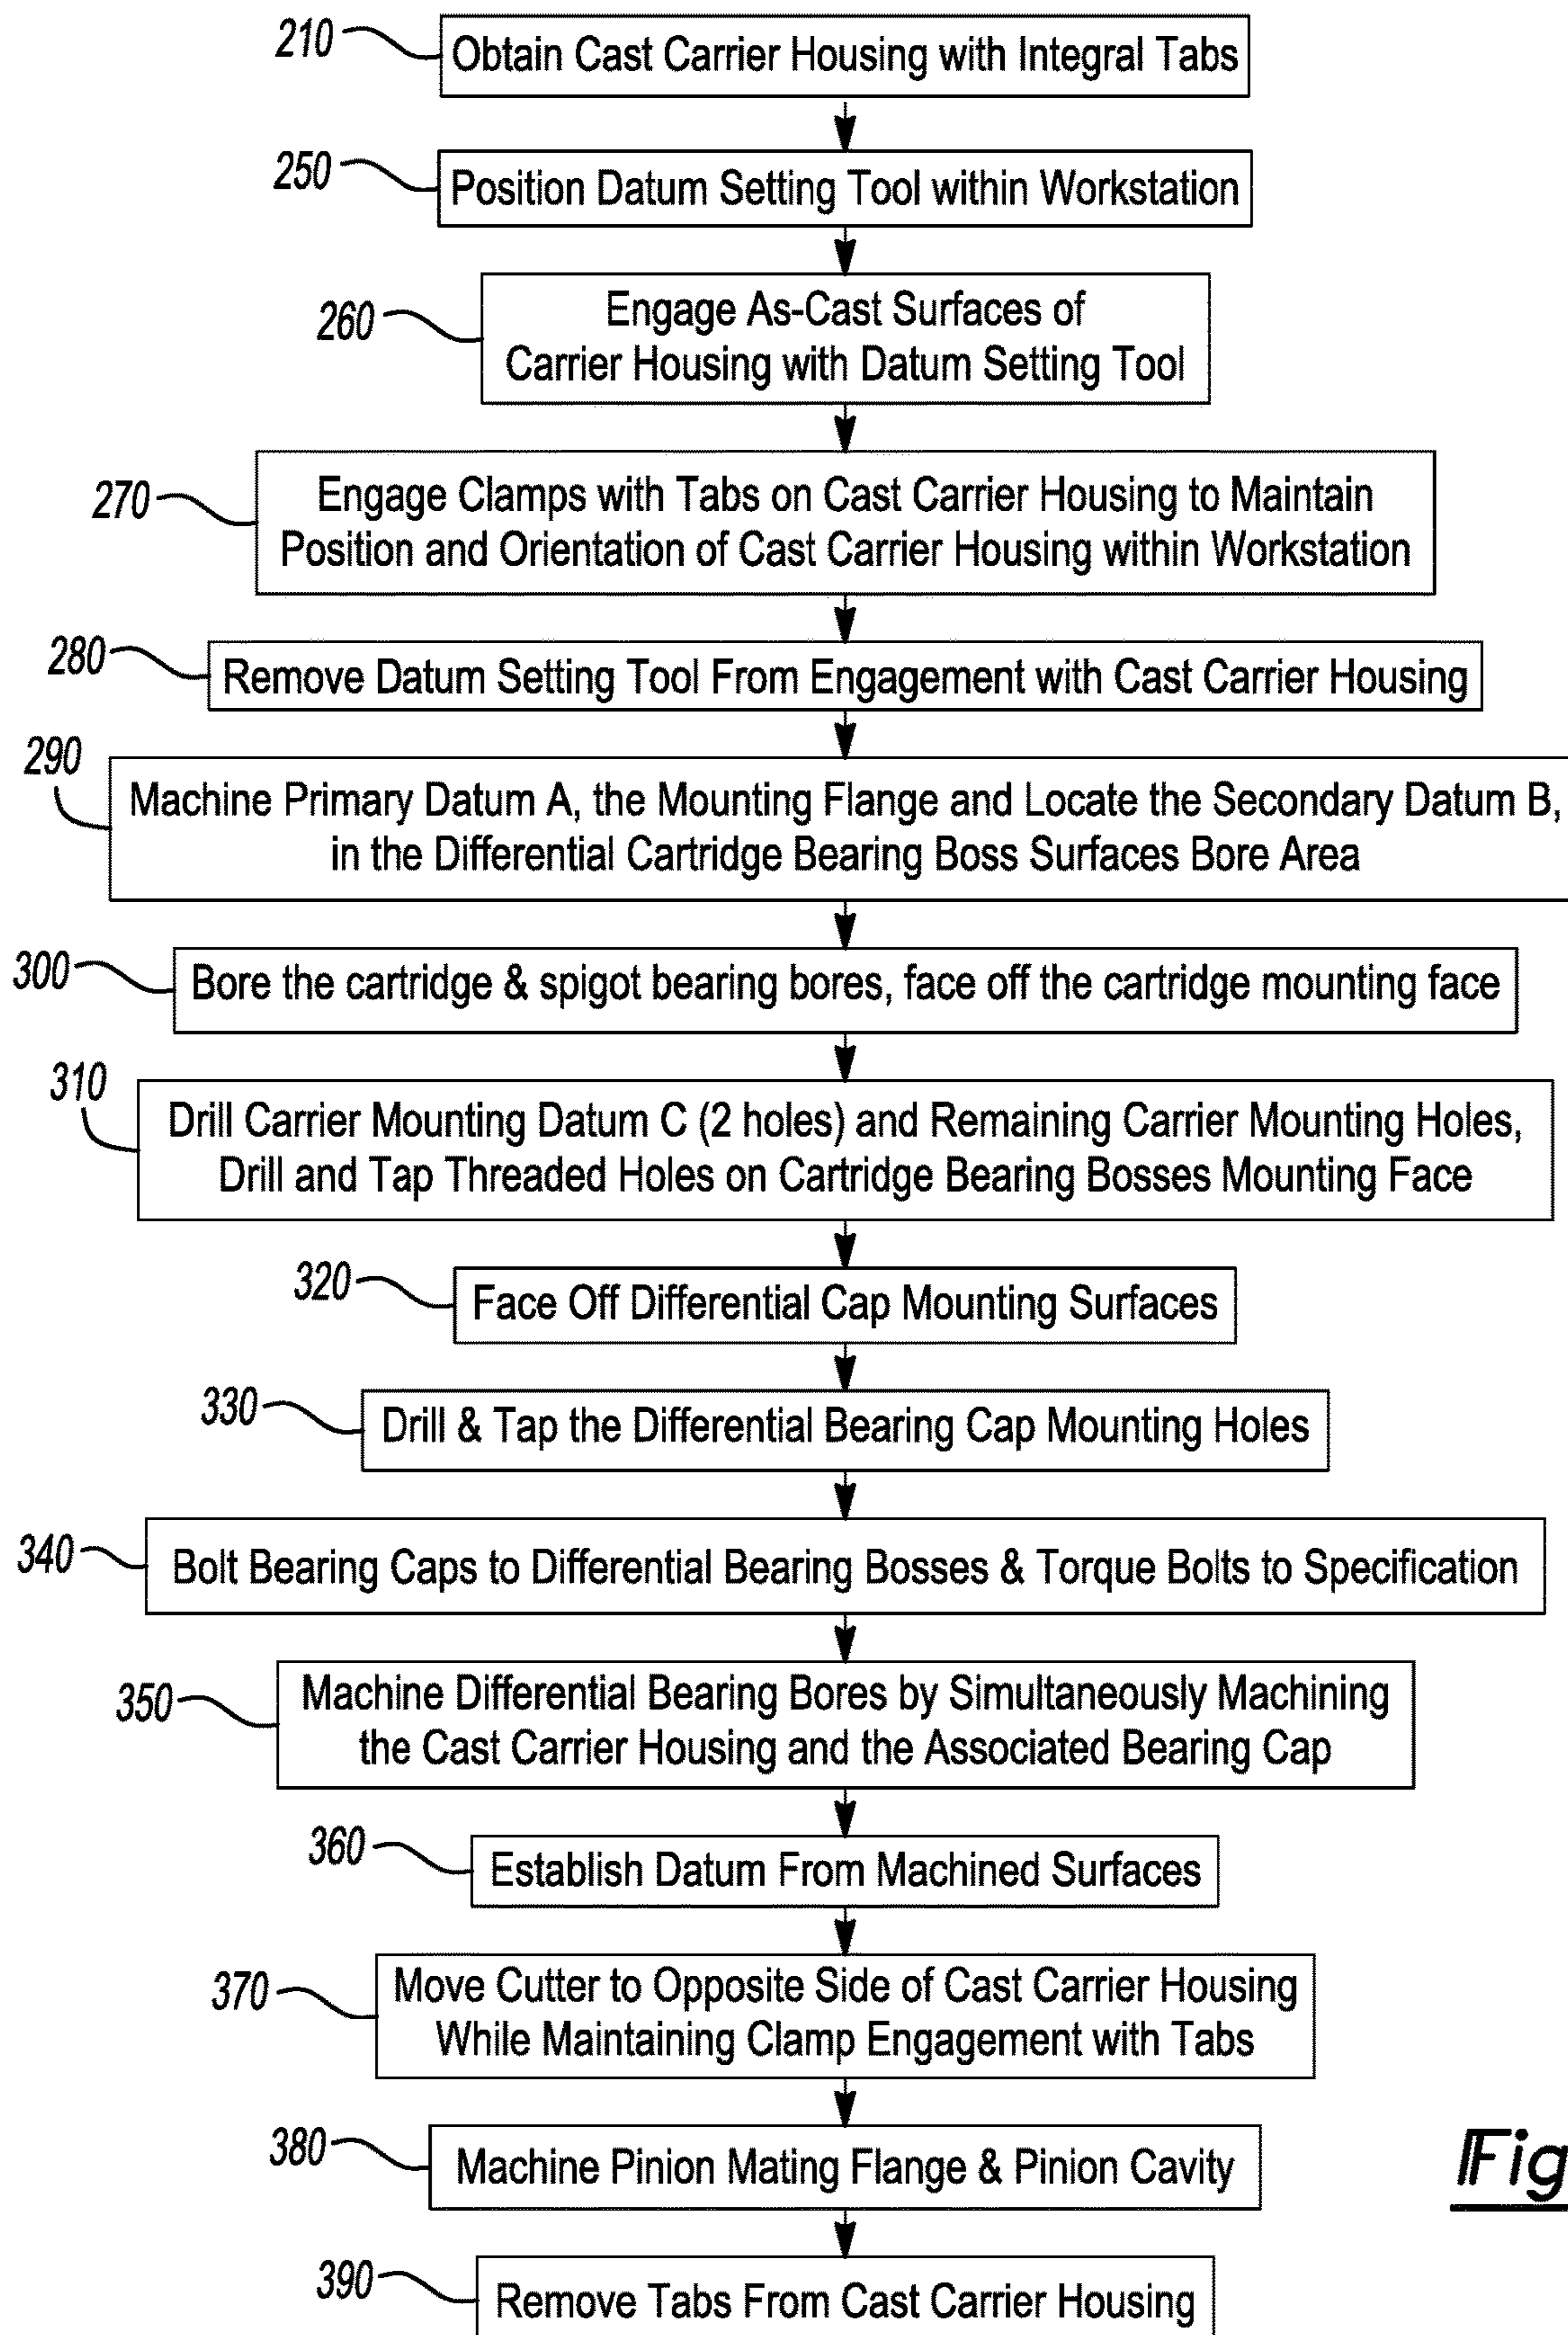 210
Obtain Cast Carrier Housing with Integral Tabs
250
Position Datum Setting Tool within Workstation
260
Engage As-Cast Surfaces of
Carrier Housing with Datum Setting Tool
270
Engage Clamps with Tabs on Cast Carrier Housing to Maintain
Position and Orientation of Cast Carrier Housing within Workstation
280
Remove Datum Setting Tool From Engagement with Cast Carrier Housing
290
Machine Primary Datum A, the Mounting Flange and Locate the Secondary Datum B,
in the Differential Cartridge Bearing Boss Surfaces Bore Area
300
Bore the cartridge & spigot bearing bores, face off the cartridge mounting face
310
Drill Carrier Mounting Datum C (2 holes) and Remaining Carrier Mounting Holes,
Drill and Tap Threaded Holes on Cartridge Bearing Bosses Mounting Face
320
Face Off Differential Cap Mounting Surfaces
330
Drill & Tap the Differential Bearing Cap Mounting Holes
340
Bolt Bearing Caps to Differential Bearing Bosses & Torque Bolts to Specification
350
Machine Differential Bearing Bores by Simultaneously Machining
the Cast Carrier Housing and the Associated Bearing Cap
360
Establish Datum From Machined Surfaces
370
Move Cutter to Opposite Side of Cast Carrier Housing
While Maintaining Clamp Engagement with Tabs
380
Machine Pinion Mating Flange & Pinion Cavity
Fig
390
Remove Tabs From Cast Carrier Housing